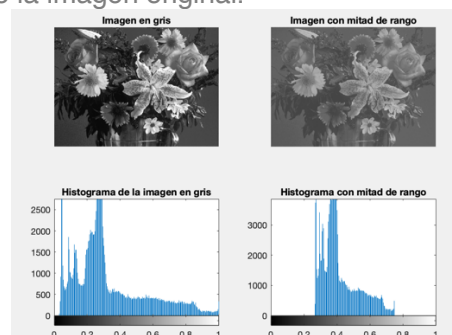 la imagen original.
Imagen en gris
Imagen con mitad de rango
Histograma de la imagen en gris
2500
2000
1500
1000
500
0
0 0.2 0.4 0.6 0.8 1
Histograma con mitad de rango
3000
2000
1000
0
0 0.2 0.4 0.6 0.8 1